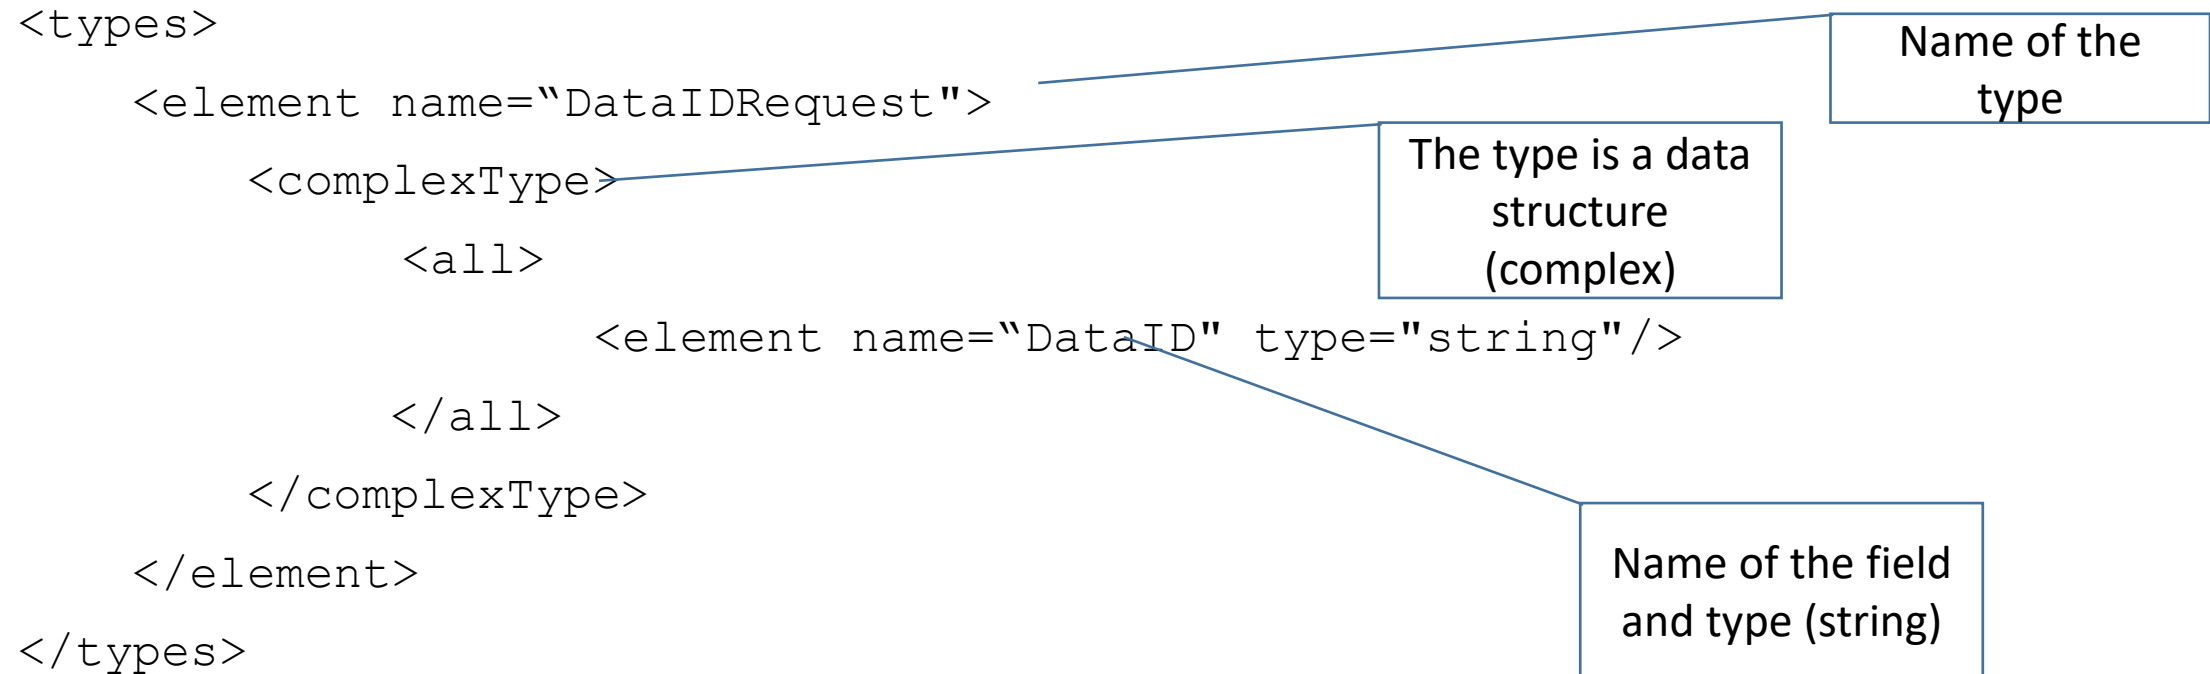 <types>
<element name=“DataIDRequest">
<complexType>
<all>
<element name=“DataID" type="string"/>
</all>
</complexType>
</element>
</types>
Name of the
type
The type is a data
structure
(complex)
Name of the field
and type (string)